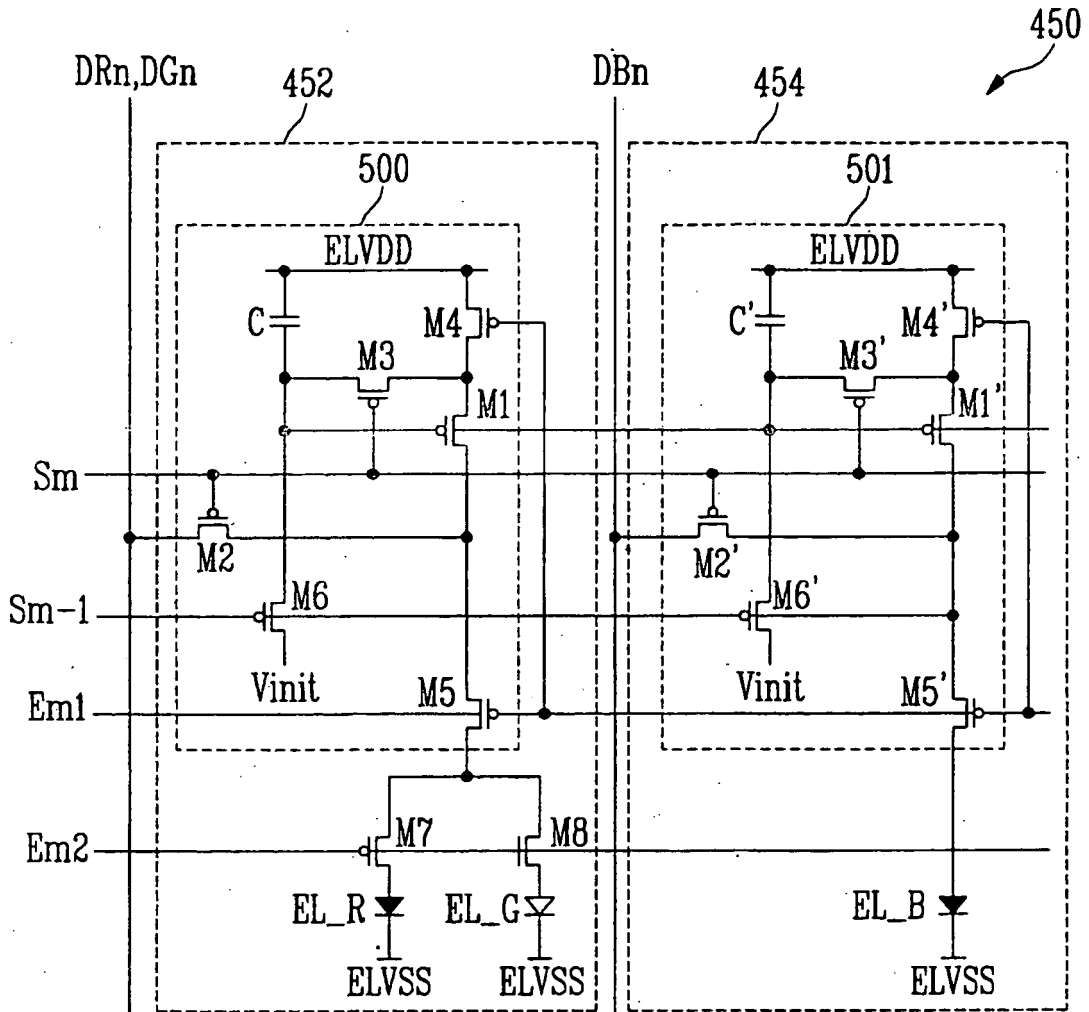 450
DRn,DGn
452
DBn
454
500
501
ELVDD
ELVDD
C
M4
C'
M4'
M3
M3'
M1
M1'
Sm
M2
M2'
Sm-1
M6
M6'
Vinit
Vinit
Em1
M5
M5'
Em2
M7
M8
EL_R
EL_G
EL_B
ELVSS
ELVSS
ELVSS